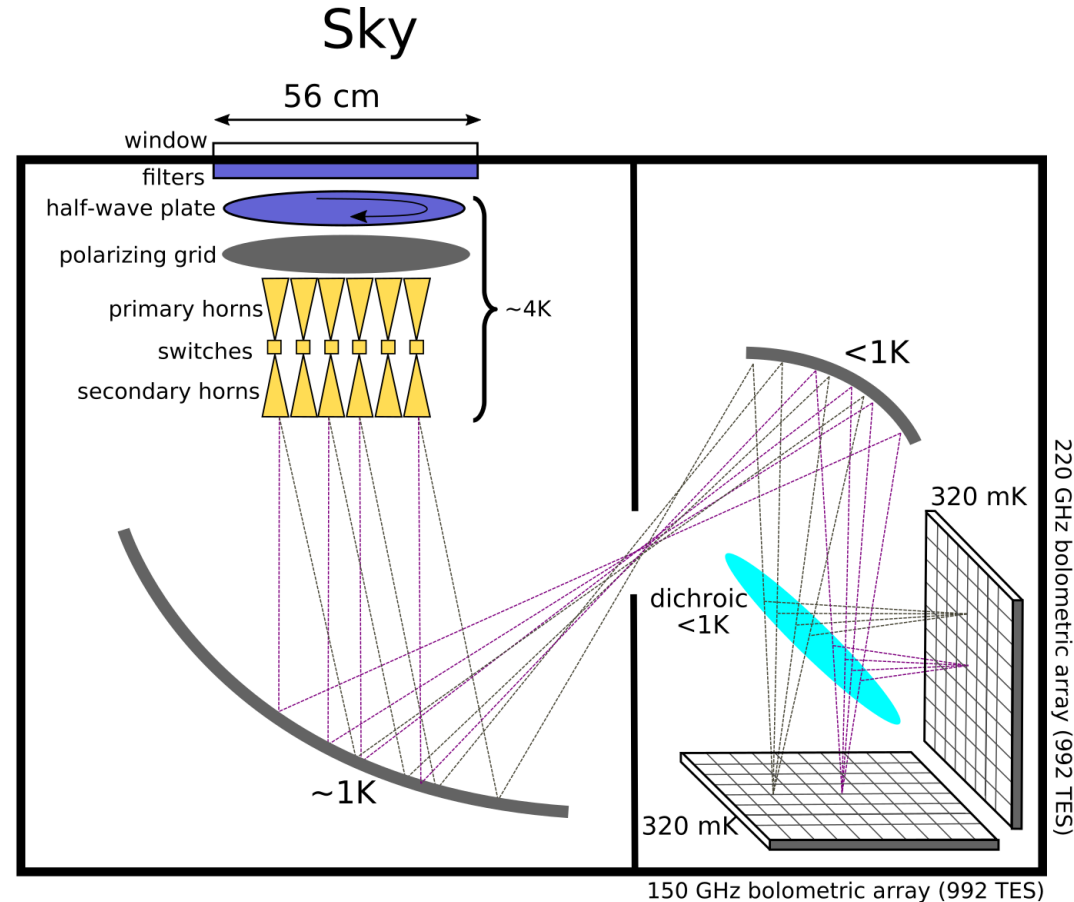 Sky
56 cm
window
filters
half-wave plate
polarizing grid
primary horns
~4K
switches
secondary horns
<1K
320 mK
dichroic
<1K
~1K
320 mK
220 GHz bolometric array (992 TES)
150 GHz bolometric array (992 TES)